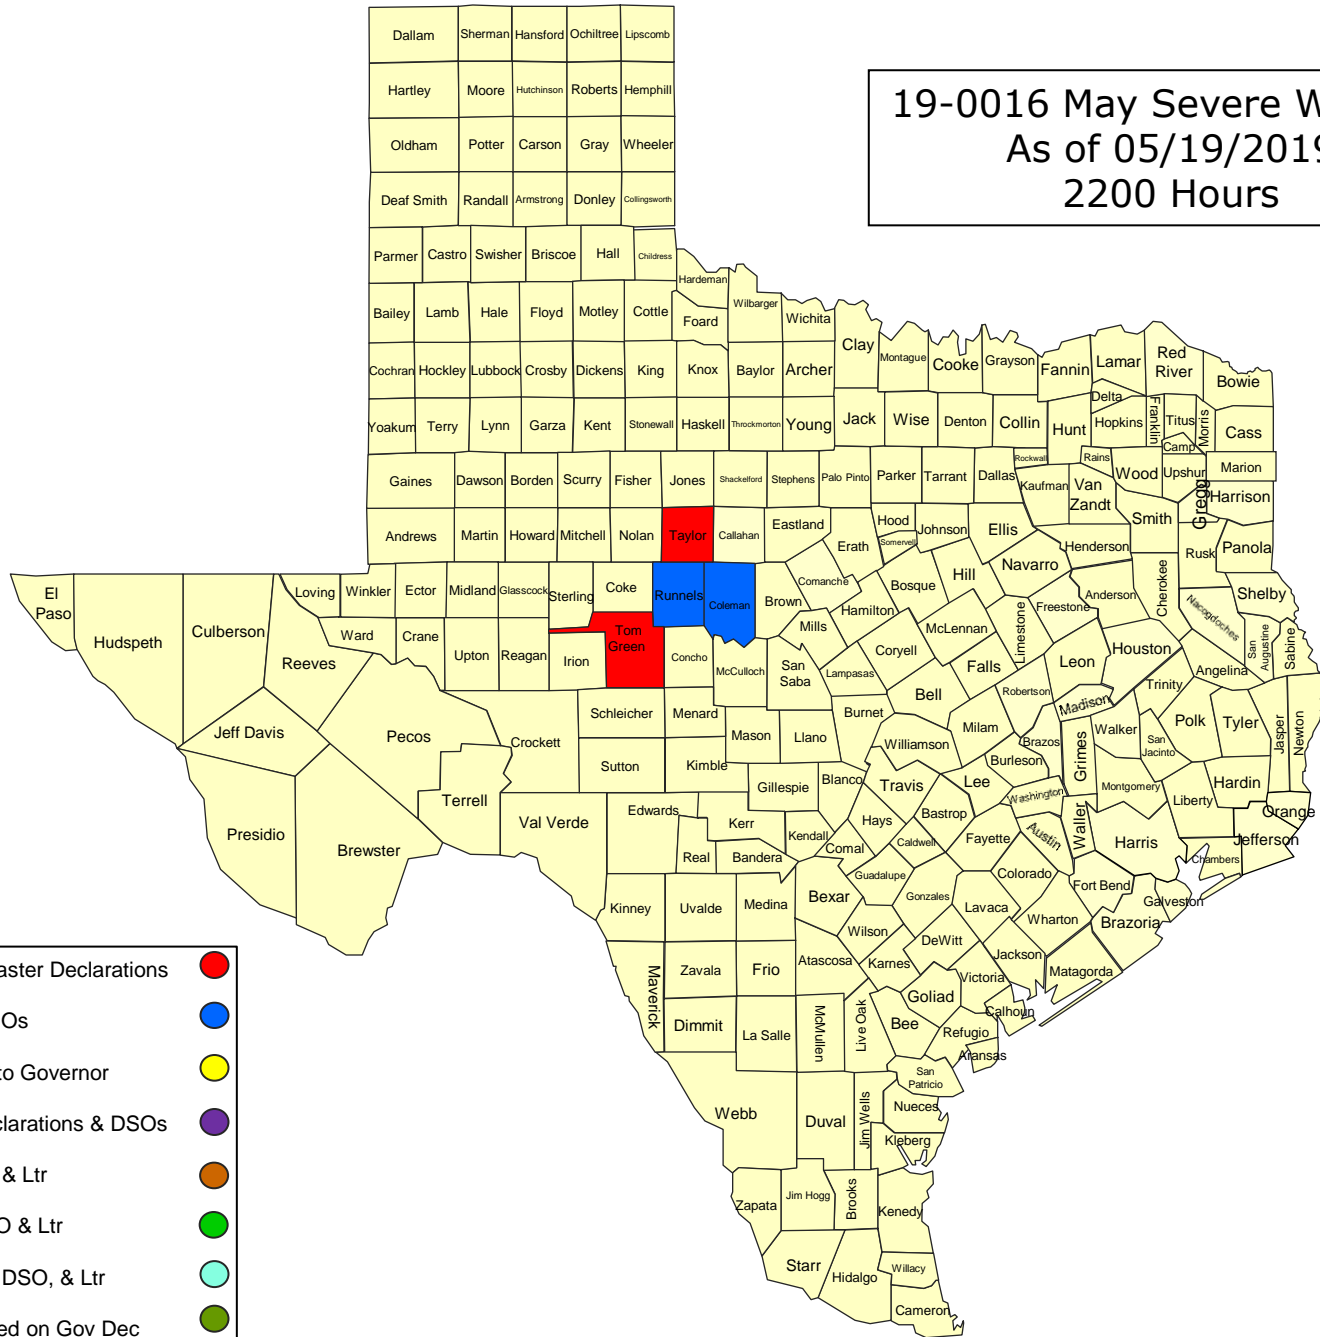 Dallam Sherman Hansford Ochiltree Lipscomb
Hartley Moore Hutchinson Roberts Hemphill
19-0016 May Severe W
As of 05/19/2019
2200 Hours
Oldham Potter Carson Gray Wheeler
Deaf Smith Randall Armstrong Donley Collingsworth
Parmer Castro Swisher Briscoe Hall Childress
Hardeman
Bailey Lamb Hale Floyd Motley Cottle Foard Wilbarger Wichita
Clay Montague Cooke Grayson Fannin Lamar Red
River Bowie
Cochran Hockley Lubbock Crosby Dickens King Knox Baylor Archer
Delta
Yoakum Terry Lynn Garza Kent Stonewall Haskell Throckmorton Young Jack Wise Denton Collin Hunt Hopkins Franklin Titus Morris Cass
Camp
Rockwall Rains
Gaines Dawson Borden Scurry Fisher Jones Shackelford Stephens Palo Pinto Parker Tarrant Dallas Kaufman Van
Zandt Wood Upshur Marion
Gregg Harrison
Andrews Martin Howard Mitchell Nolan Taylor Callahan Eastland Erath Hood Somervell Johnson Ellis Henderson Smith Rusk Panola
El
Paso Hudspeth Culberson Loving Winkler Ector Midland Glasscock Sterling Coke Runnels Coleman Brown Comanche Hamilton Bosque Hill Navarro Freestone Anderson Cherokee Nacogdoches Shelby
Reeves Ward Crane Upton Reagan Irion Tom
Green Concho McCulloch San
Saba Mills Lampasas Coryell McLennan Limestone Falls Leon Houston Angelina San
Augustine Sabine
Jeff Davis Pecos Crockett Schleicher Menard Mason Llano Burnet Bell Milam Robertson Madison Trinity Polk Tyler Jasper Newton
Sutton Kimble Gillespie Blanco Williamson Travis Lee Burleson Brazos Grimes Walker San
Jacinto
Presidio Brewster Terrell Val Verde Edwards Kerr Kendall Hays Bastrop Washington Montgomery Liberty Hardin Orange
Real Bandera Comal Caldwell Fayette Austin Waller Harris Chambers Jefferson
Kinney Uvalde Medina Bexar Guadalupe Gonzales Lavaca Colorado Fort Bend Galveston
Wilson DeWitt Wharton Brazoria
Maverick Zavala Frio Atascosa Karnes Victoria Jackson Matagorda
Goliad Calhoun
Dimmit La Salle McMullen Live Oak Bee Refugio
Aransas
San
Patricio
Webb Duval Jim Wells Nueces
Kleberg
Zapata Jim Hogg Brooks Kenedy
Starr Hidalgo Willacy
Cameron
aster Declarations
Os
to Governor
clarations & DSOs
& Ltr
O & Ltr
DSO, & Ltr
ed on Gov Dec